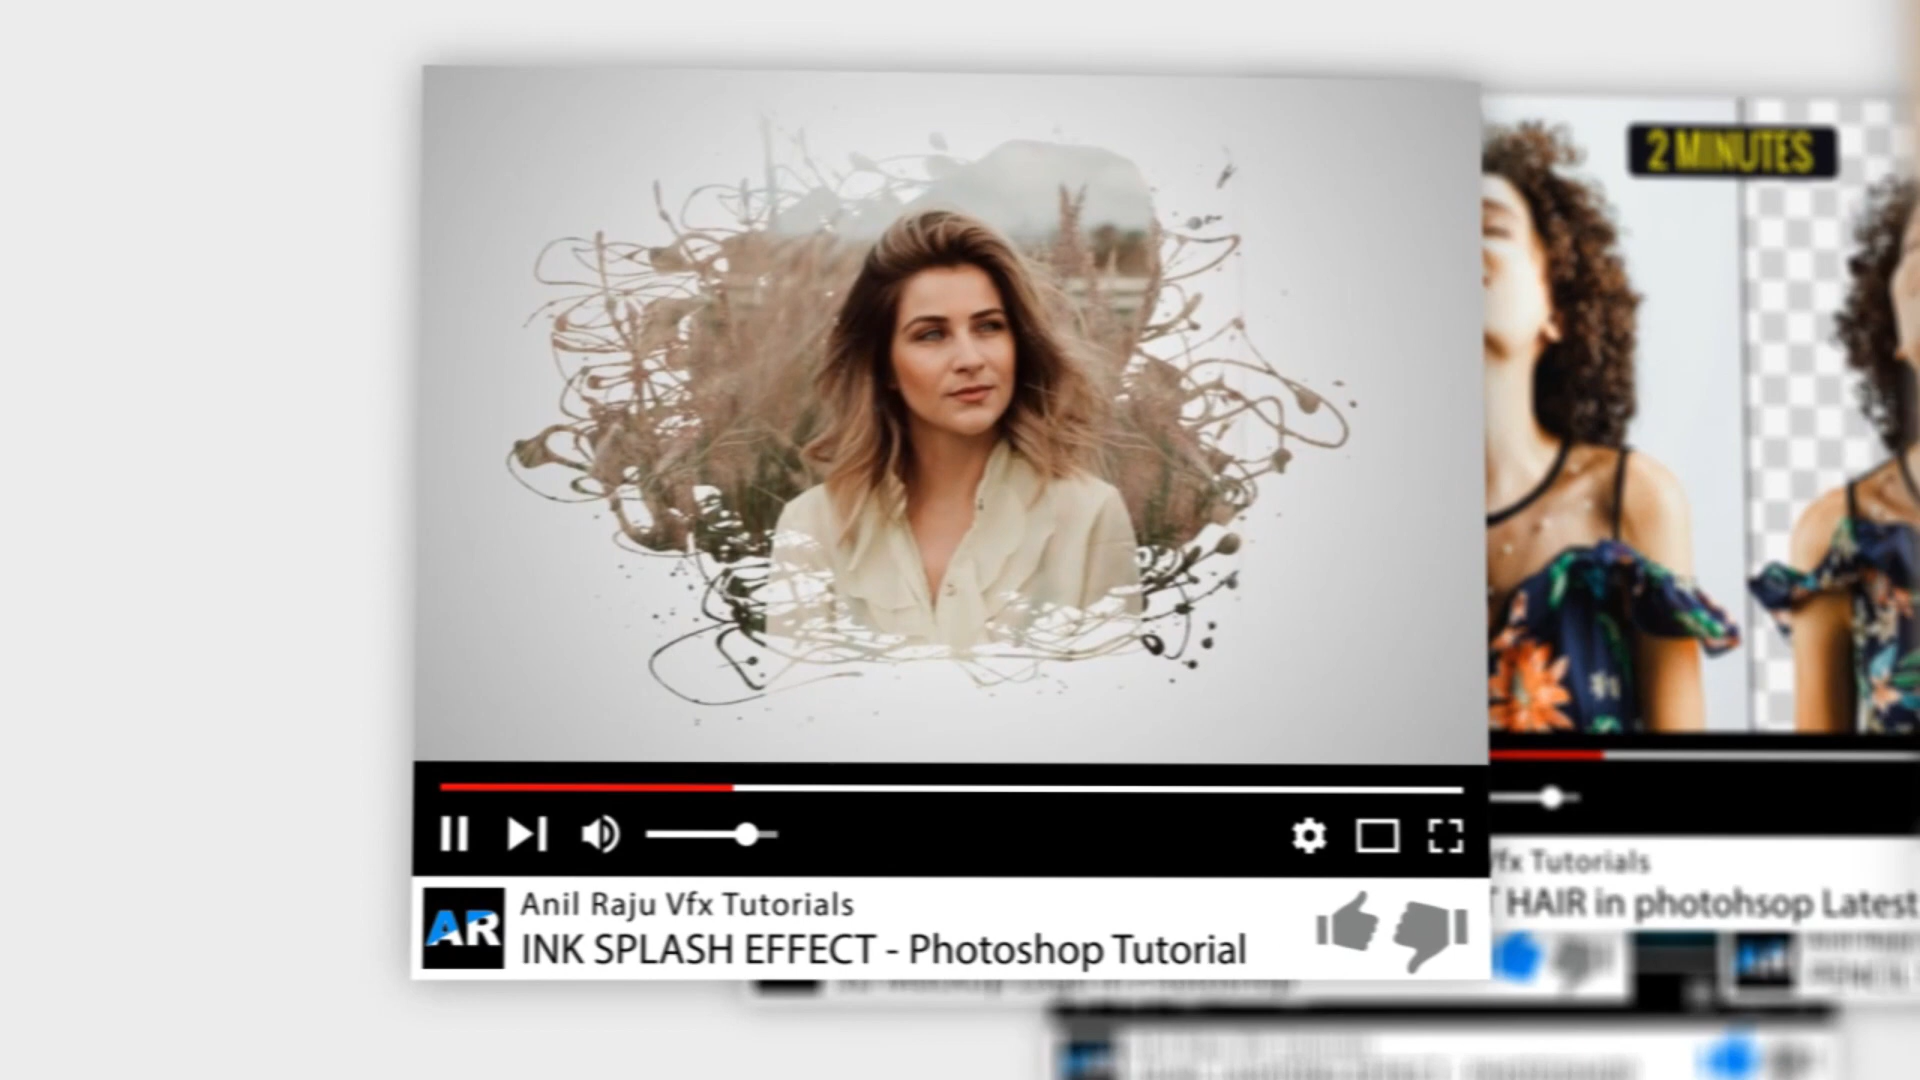 2 MINUTES
AR
Anil Raju Vfx Tutorials
INK SPLASH EFFECT - Photoshop Tutorial
fx Tutorials
HAIR in photohsop Latest